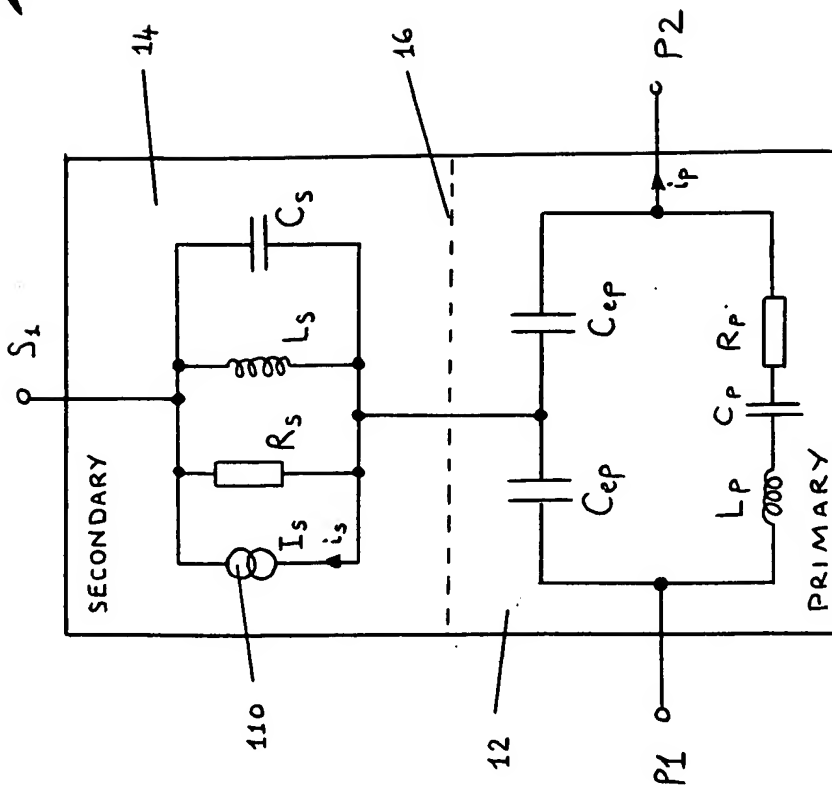 S1
14
SECONDARY
Is
is
Rs
Ls
Cs
110
16
12
Cep
Cep
ip
P1
P2
Lp
Cp
Rp
PRIMARY